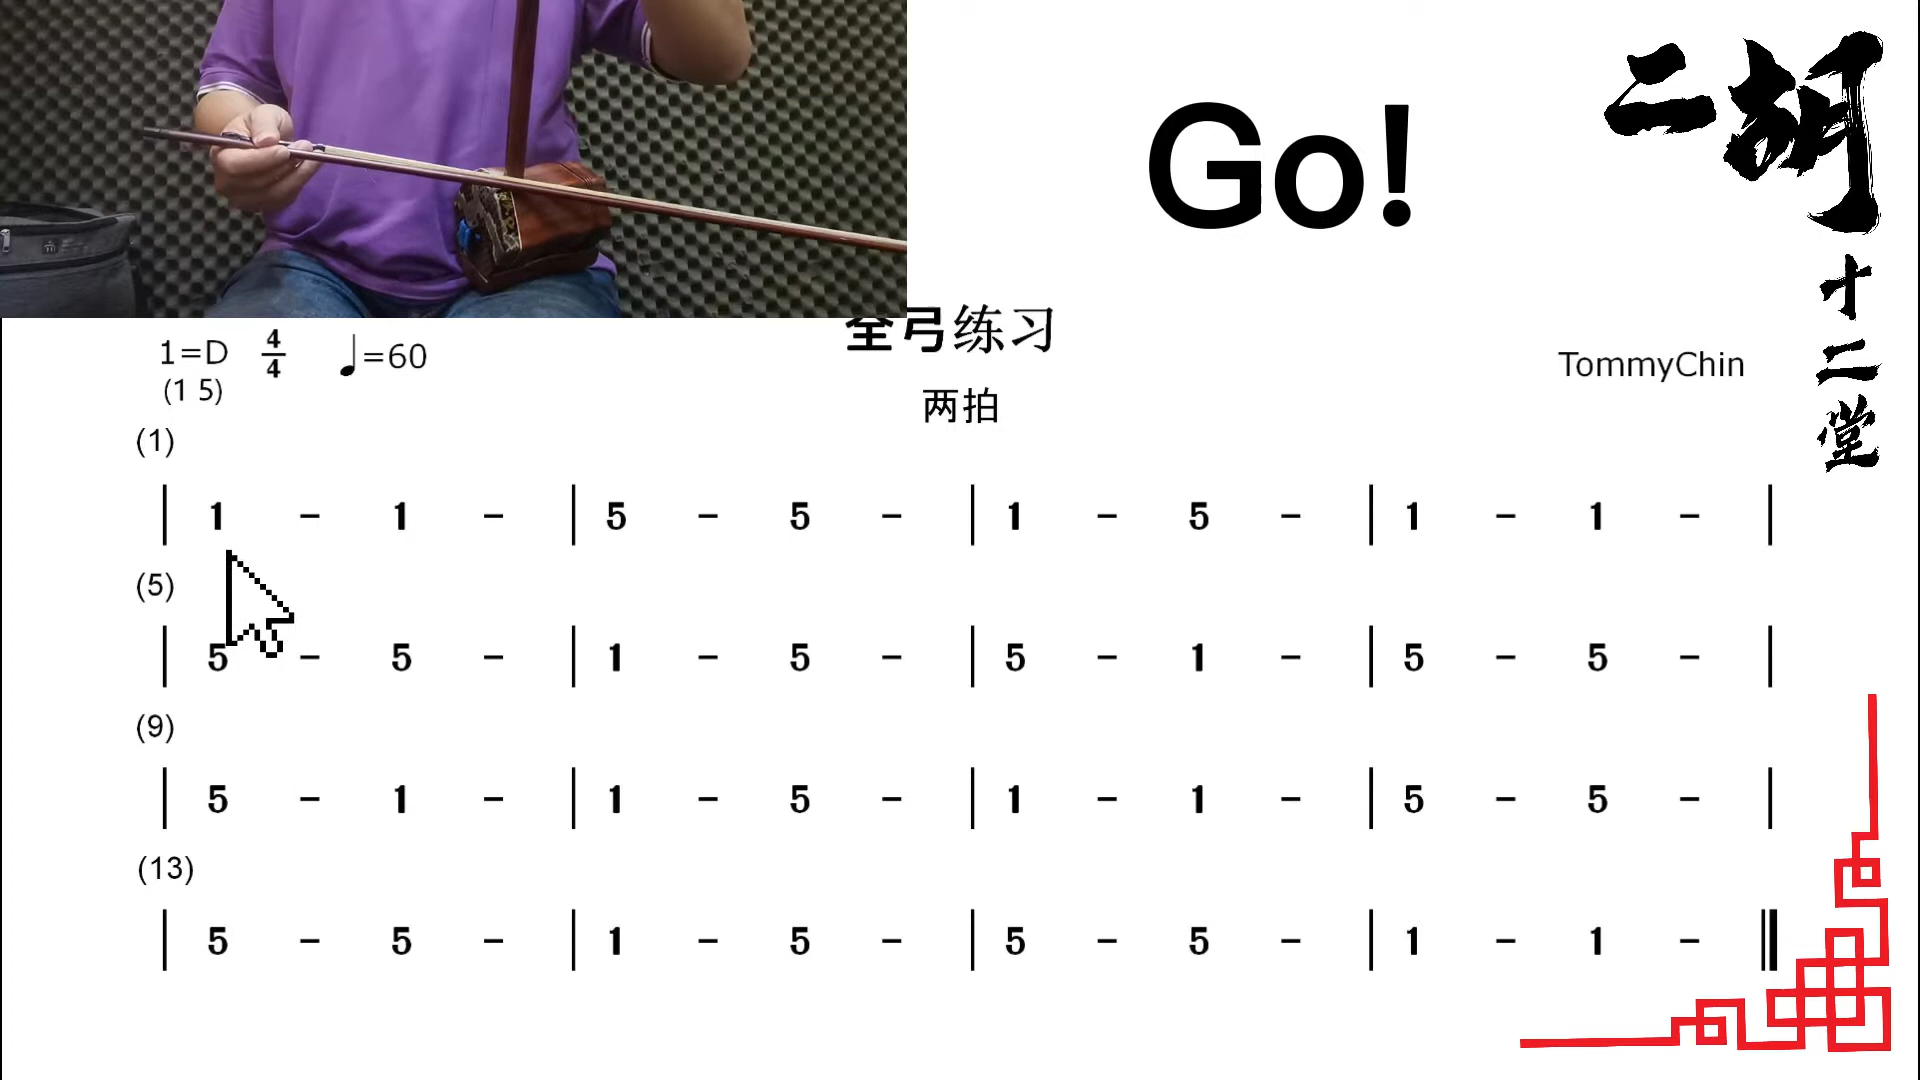 Go!
二胡
十二堂
全弓练习
1=D 4/4 ♩=60
(1 5)
TommyChin
两拍
(1)
| 1 - 1 - | 5 - 5 - | 1 - 5 - | 1 - 1 - |
(5)
| 5 - 5 - | 1 - 5 - | 5 - 1 - | 5 - 5 - |
(9)
| 5 - 1 - | 1 - 5 - | 1 - 1 - | 5 - 5 - |
(13)
| 5 - 5 - | 1 - 5 - | 5 - 5 - | 1 - 1 - ‖